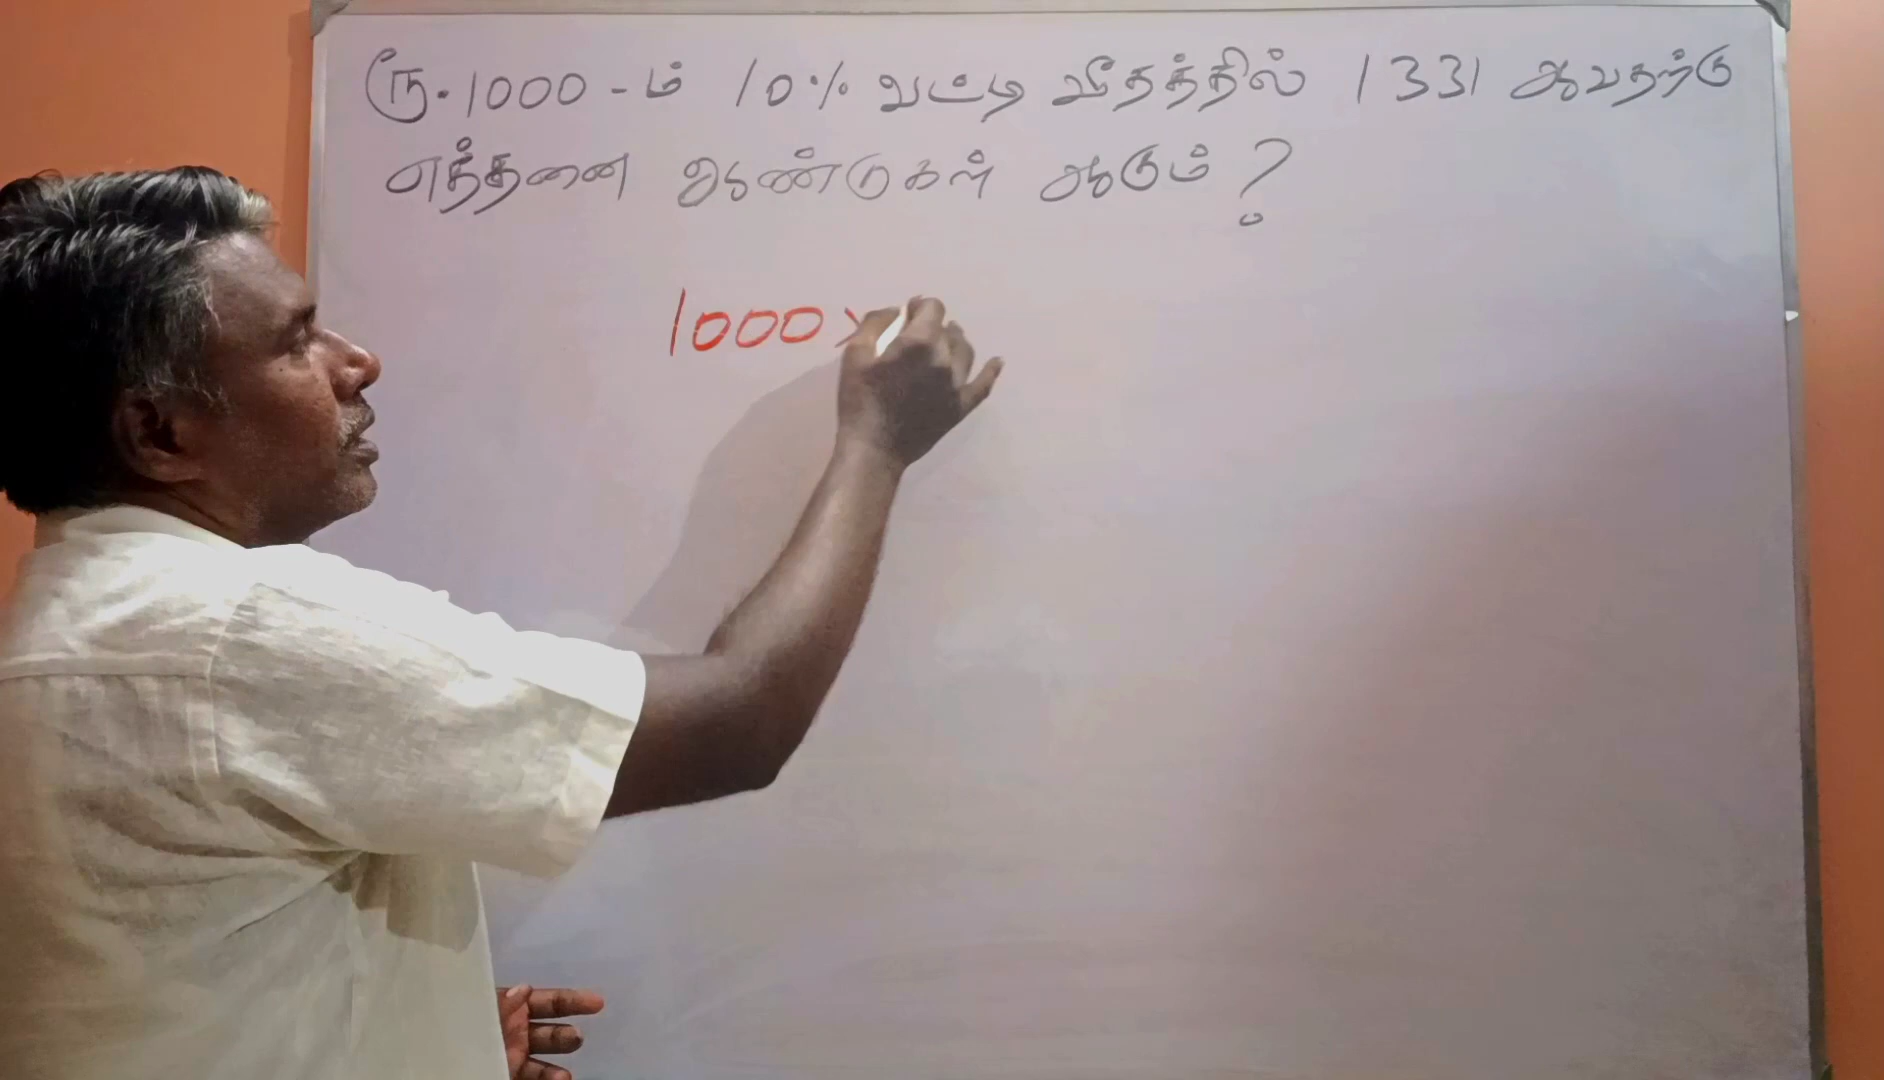 ரூ.1000-ம் 10% வட்டி வீதத்தில் 1331 ஆவதற்கு
எத்தனை ஆண்டுகள் ஆகும்?
1000×